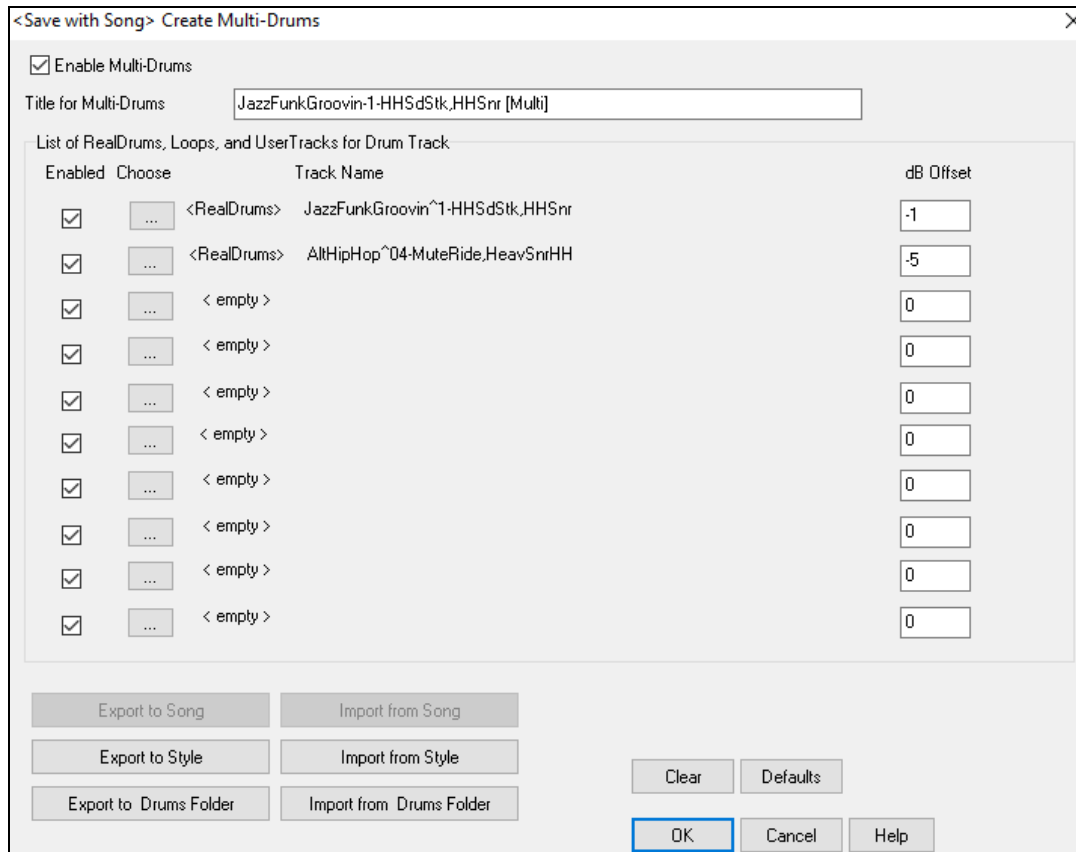 <Save with Song> Create Multi-Drums
Enable Multi-Drums
Title for Multi-Drums JazzFunkGroovin-1-HHSdStk,HHSnr [Multi]
List of RealDrums, Loops, and UserTracks for Drum Track
Enabled Choose Track Name dB Offset
... <RealDrums> JazzFunkGroovin^1-HHSdStk,HHSnr -1
... <RealDrums> AltHipHop^04-MuteRide,HeavSnrHH -5
... < empty > 0
... < empty > 0
... < empty > 0
... < empty > 0
... < empty > 0
... < empty > 0
... < empty > 0
... < empty > 0
Export to Song Import from Song
Export to Style Import from Style
Clear Defaults
Export to Drums Folder Import from Drums Folder
OK Cancel Help